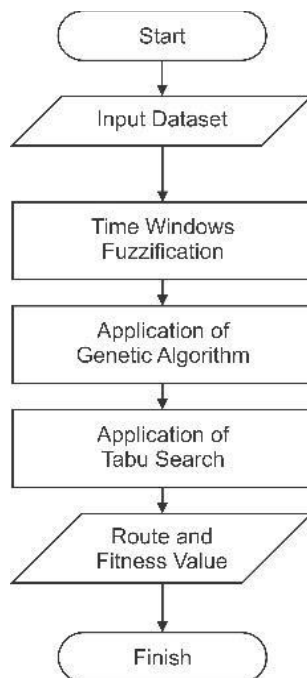 Start
Input Dataset
Time Windows
Fuzzification
Application of
Genetic Algorithm
Application of
Tabu Search
Route and
Fitness Value
Finish